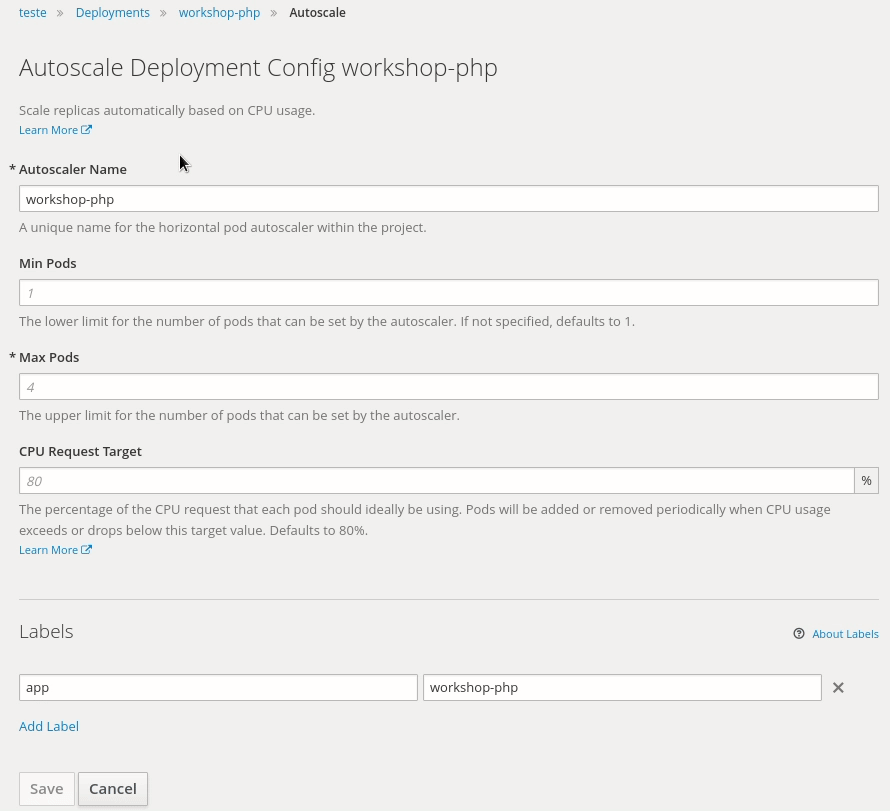 teste » Deployments » workshop-php » Autoscale
Autoscale Deployment Config workshop-php
Scale replicas automatically based on CPU usage.
Learn More
* Autoscaler Name
workshop-php
A unique name for the horizontal pod autoscaler within the project.
Min Pods
1
The lower limit for the number of pods that can be set by the autoscaler. If not specified, defaults to 1.
* Max Pods
4
The upper limit for the number of pods that can be set by the autoscaler.
CPU Request Target
80 %
The percentage of the CPU request that each pod should ideally be using. Pods will be added or removed periodically when CPU usage
exceeds or drops below this target value. Defaults to 80%.
Learn More
Labels
About Labels
app workshop-php
Add Label
Save Cancel